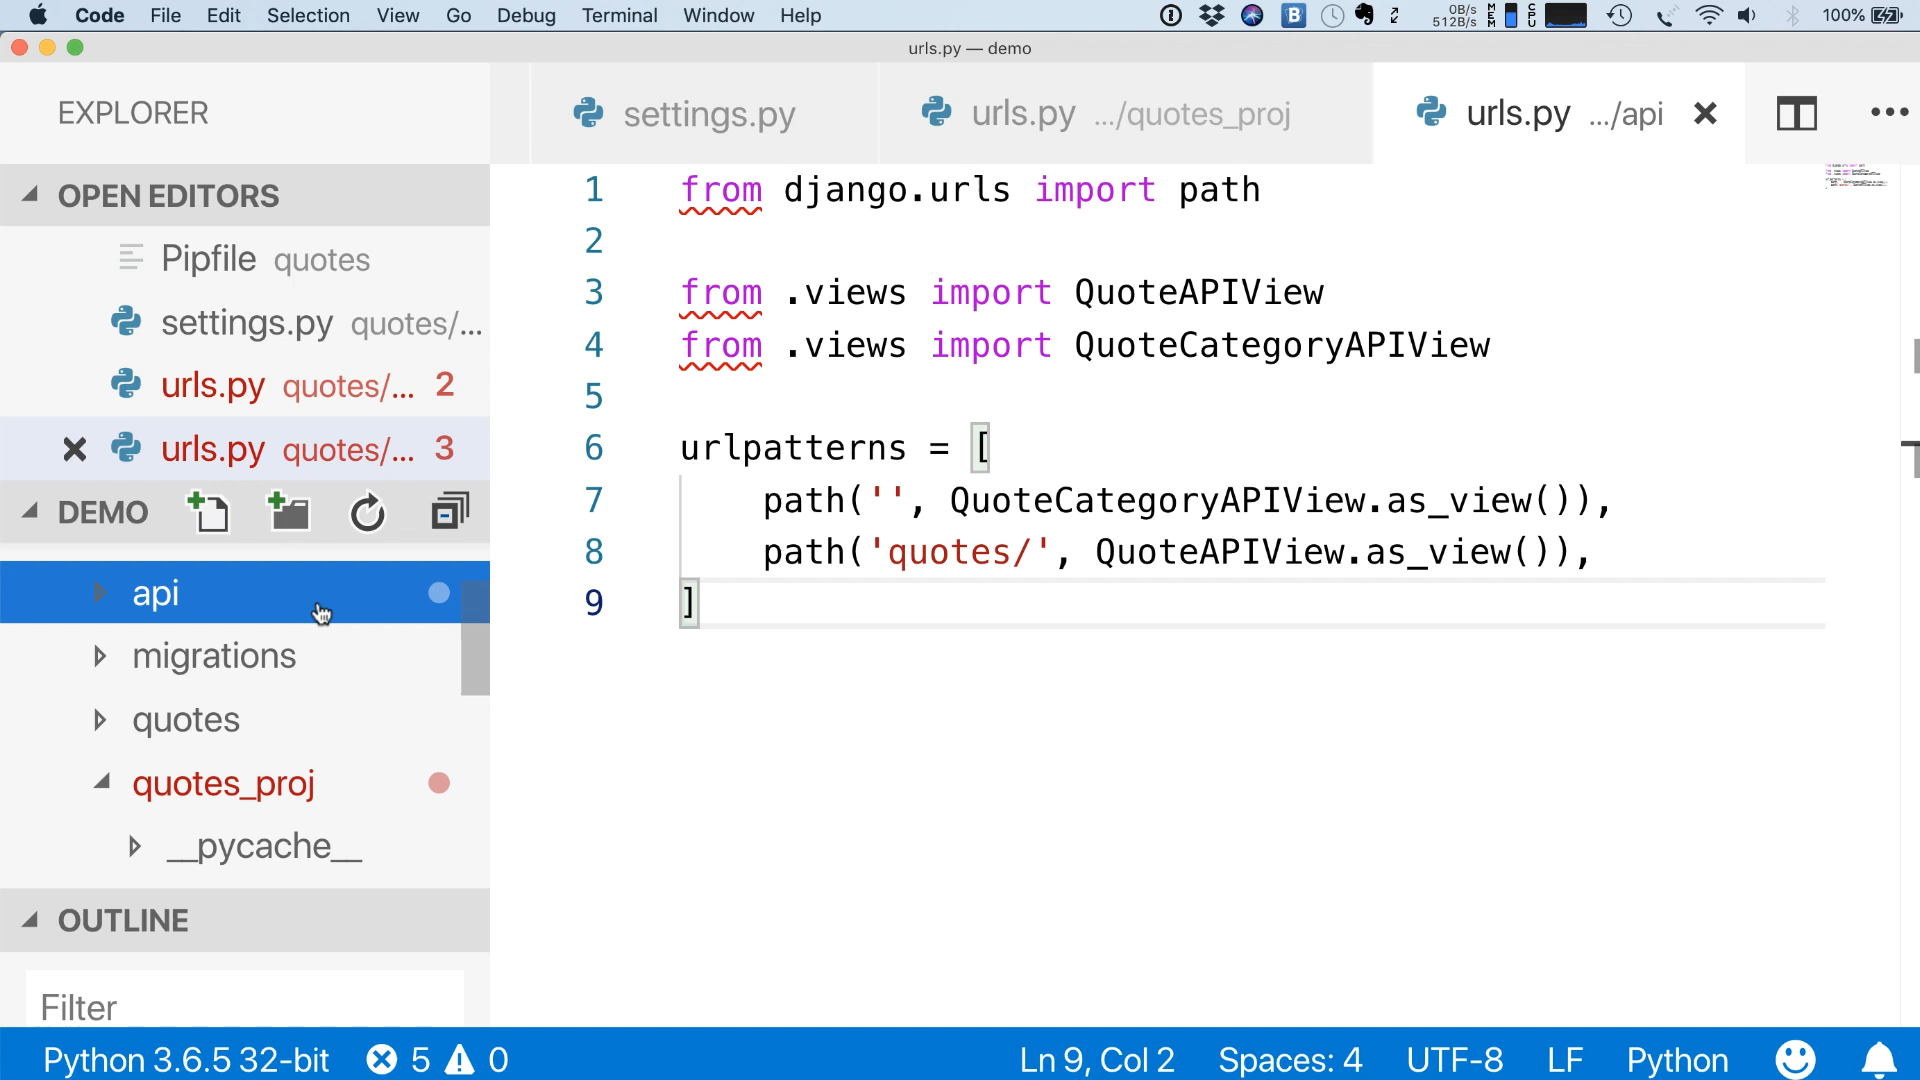 Code File Edit Selection View Go Debug Terminal Window Help
0B/s
512B/s
MEM
CPU
100%
urls.py — demo
EXPLORER
settings.py
urls.py .../quotes_proj
urls.py .../api
OPEN EDITORS
Pipfile quotes
settings.py quotes/...
urls.py quotes/... 2
urls.py quotes/... 3
DEMO
api
migrations
quotes
quotes_proj
__pycache__
OUTLINE
Filter
1 from django.urls import path
2
3 from .views import QuoteAPIView
4 from .views import QuoteCategoryAPIView
5
6 urlpatterns = [
7 path('', QuoteCategoryAPIView.as_view()),
8 path('quotes/', QuoteAPIView.as_view()),
9 ]
Python 3.6.5 32-bit 5 0 Ln 9, Col 2 Spaces: 4 UTF-8 LF Python